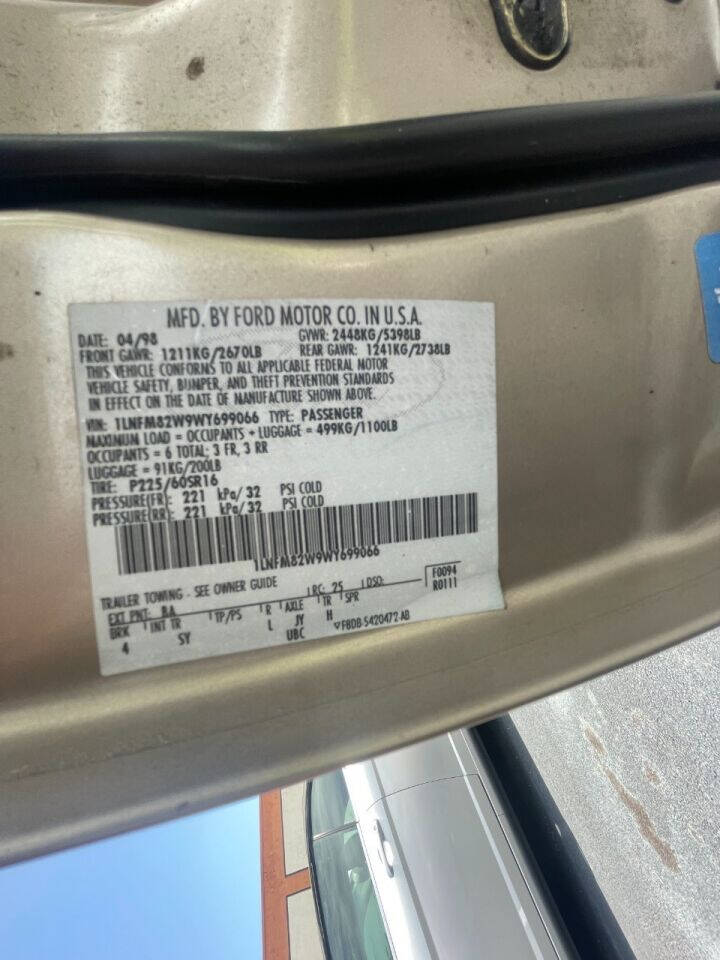 MFD. BY FORD MOTOR CO. IN U.S.A.
DATE: 04/98 GVWR: 2448KG/5398LB
FRONT GAWR: 1211KG/2670LB REAR GAWR: 1241KG/2738LB
THIS VEHICLE CONFORMS TO ALL APPLICABLE FEDERAL MOTOR
VEHICLE SAFETY, BUMPER, AND THEFT PREVENTION STANDARDS
IN EFFECT ON THE DATE OF MANUFACTURE SHOWN ABOVE.
VIN: 1LNFM82W9WY699066 TYPE: PASSENGER
MAXIMUM LOAD = OCCUPANTS + LUGGAGE = 499KG/1100LB
OCCUPANTS = 6 TOTAL; 3 FR, 3 RR
LUGGAGE = 91KG/200LB
TIRE: P225/60SR16
PRESSURE(FR): 221 kPa/ 32 PSI COLD
PRESSURE(RR): 221 kPa/ 32 PSI COLD
1LNFM82W9WY699066
TRAILER TOWING - SEE OWNER GUIDE
EXT PNT: BA RC: 25 DSO: F0094
BRK INT TR TP/PS R AXLE TR SPR R0111
4 SY L JY H
UBC ▽F8DB-5420472-AB